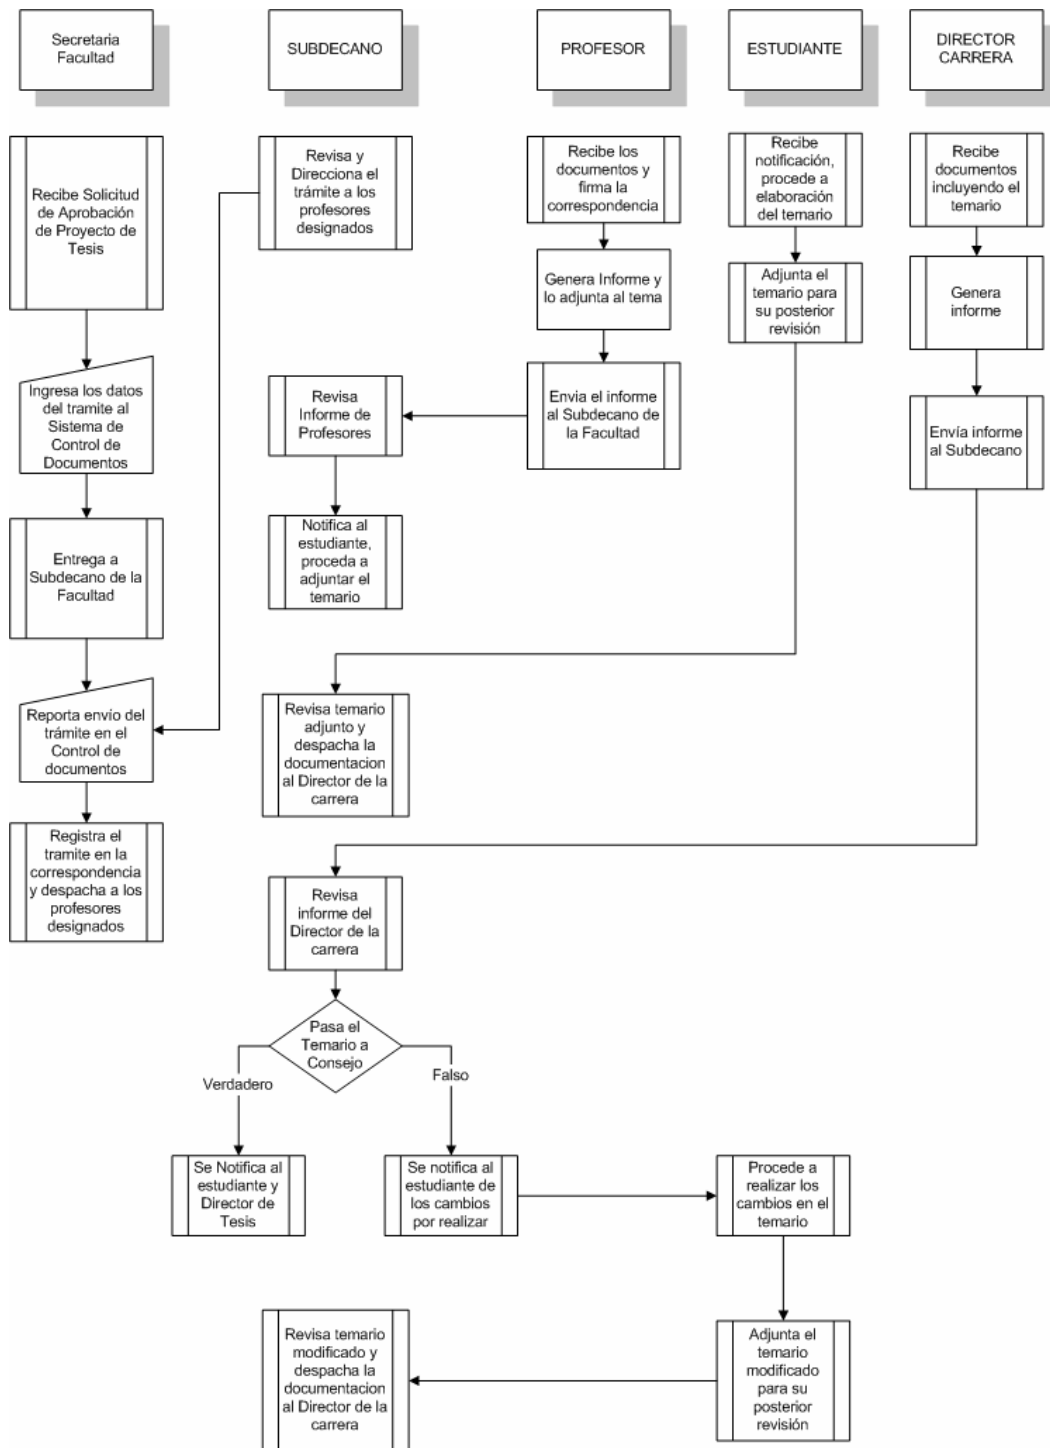 Secretaria
Facultad
SUBDECANO
PROFESOR
ESTUDIANTE
DIRECTOR
CARRERA
Recibe Solicitud
de Aprobación
de Proyecto de
Tesis
Ingresa los datos
del tramite al
Sistema de
Control de
Documentos
Entrega a
Subdecano de la
Facultad
Reporta envío del
trámite en el
Control de
documentos
Registra el
tramite en la
correspondencia
y despacha a los
profesores
designados
Revisa y
Direcciona el
trámite a los
profesores
designados
Recibe los
documentos y
firma la
correspondencia
Genera Informe y
lo adjunta al tema
Envia el informe
al Subdecano de
la Facultad
Revisa
Informe de
Profesores
Notifica al
estudiante,
proceda a
adjuntar el
temario
Recibe
notificación,
procede a
elaboración
del temario
Adjunta el
temario para
su posterior
revisión
Recibe
documentos
incluyendo el
temario
Genera
informe
Envía informe
al Subdecano
Revisa temario
adjunto y
despacha la
documentacion
al Director de la
carrera
Revisa
informe del
Director de la
carrera
Pasa el
Temario a
Consejo
Verdadero
Falso
Se Notifica al
estudiante y
Director de
Tesis
Se notifica al
estudiante de
los cambios
por realizar
Procede a
realizar los
cambios en el
temario
Adjunta el
temario
modificado
para su
posterior
revisión
Revisa temario
modificado y
despacha la
documentacion
al Director de la
carrera